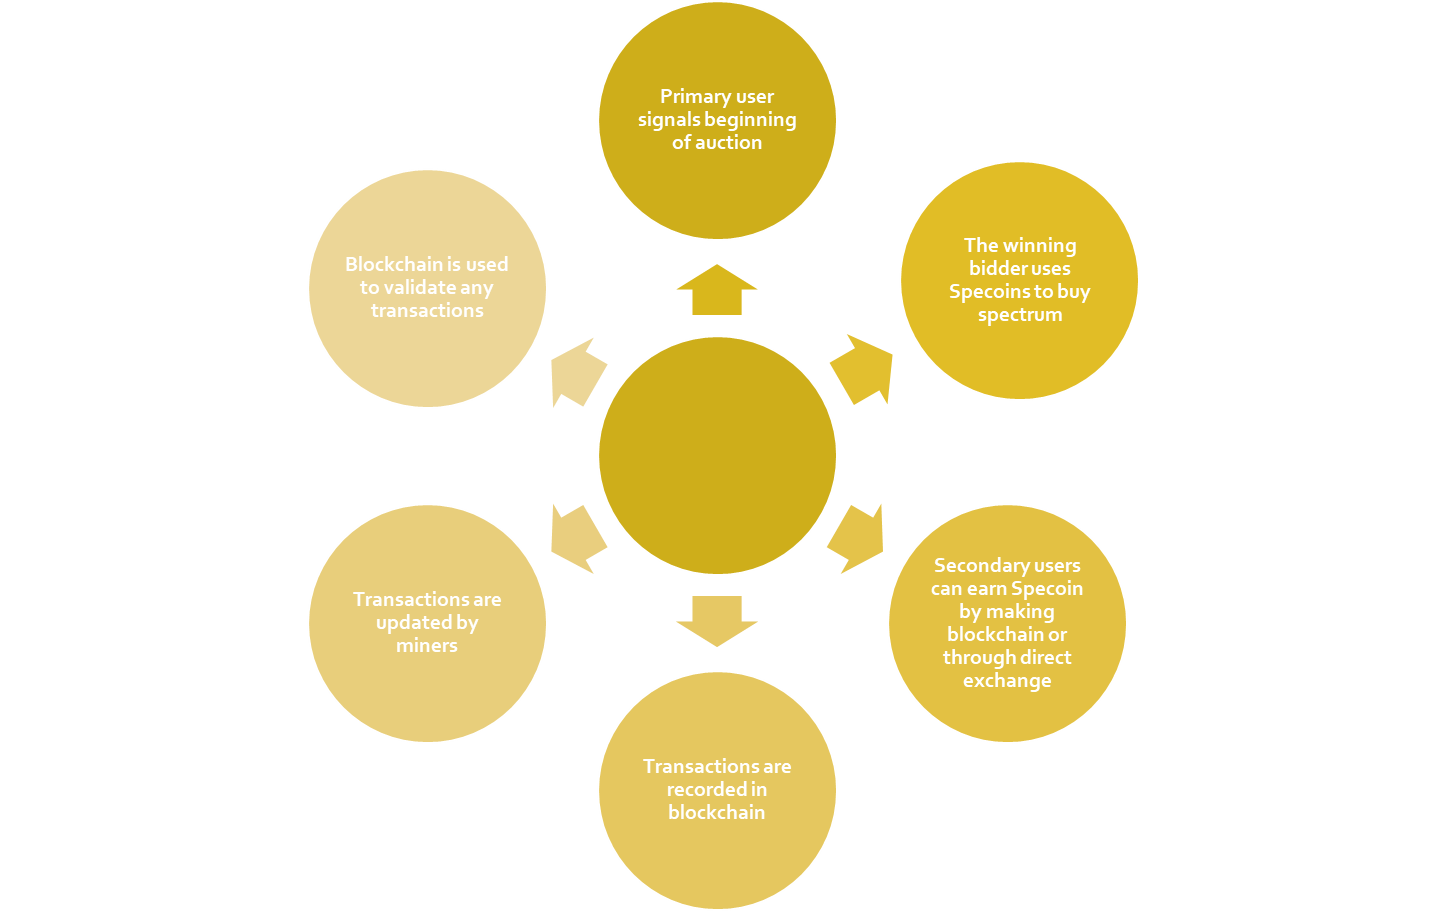 Primary user
signals beginning
of auction
The winning
bidder uses
Specoins to buy
spectrum
Secondary users
can earn Specoin
by making
blockchain or
through direct
exchange
Transactions are
recorded in
blockchain
Transactions are
updated by
miners
Blockchain is used
to validate any
transactions